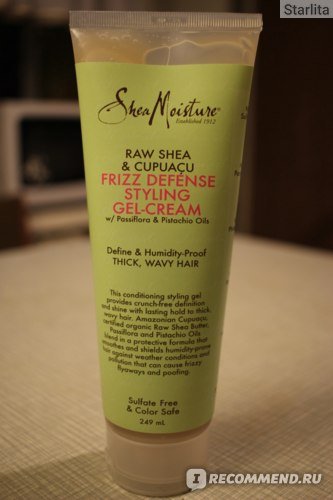 Starlita
SheaMoisture®
Established 1912
RAW SHEA
& CUPUAÇU
FRIZZ DEFENSE
STYLING
GEL-CREAM
w/ Passiflora & Pistachio Oils
Define & Humidity-Proof
THICK, WAVY HAIR
This conditioning styling gel
provides crunch-free definition
and shine with lasting hold to thick,
wavy hair. Amazonian Cupuaçu,
certified organic Raw Shea Butter,
Passiflora and Pistachio Oils
blend in a protective formula that
smoothes and shields humidity-prone
hair against weather conditions and
pollution that can cause frizzy
flyaways and poofing.
Sulfate Free
& Color Safe
249 mL
IRECOMMEND.RU